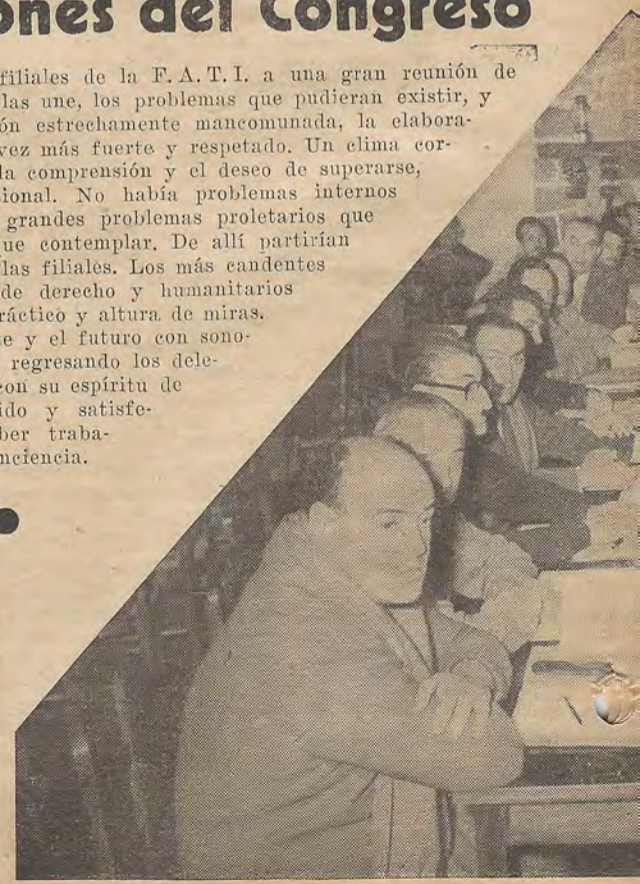 ones del Congreso
filiales de la F. A. T. I. a una gran reunión de
las une, los problemas que pudieran existir, y
ón estrechamente mancomunada, la elabora-
vez más fuerte y respetado. Un clima cor-
la comprensión y el deseo de superarse,
sional. No había problemas internos
grandes problemas proletarios que
ue contemplar. De allí partirían
las filiales. Los más candentes
de derecho y humanitarios
ráctico y altura de miras.
e y el futuro con sono-
regresando los dele-
con su espíritu de
ido y satisfe-
ber traba-
nciencia.